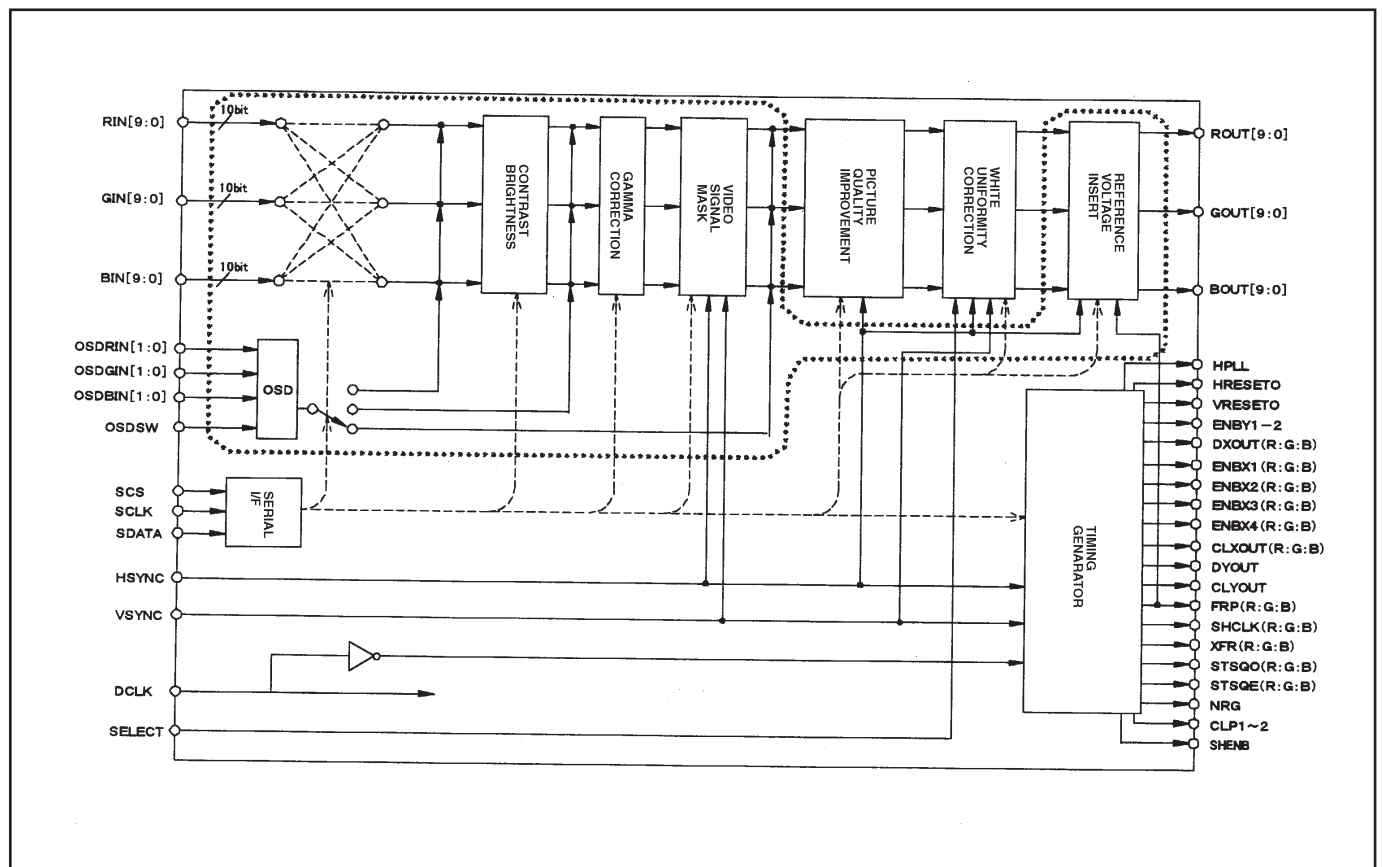 RIN[9:0]
10bit
GIN[9:0]
10bit
BIN[9:0]
10bit
OSDRIN[1:0]
OSDGIN[1:0]
OSDBIN[1:0]
OSDSW
OSD
SCS
SCLK
SDATA
SERIAL
I/F
HSYNC
VSYNC
DCLK
SELECT
CONTRAST
BRIGHTNESS
GAMMA
CORRECTION
VIDEO
SIGNAL
MASK
PICTURE
QUALITY
IMPROVEMENT
WHITE
UNIFORMITY
CORRECTION
REFERENCE
VOLTAGE
INSERT
TIMING
GENARATOR
ROUT[9:0]
GOUT[9:0]
BOUT[9:0]
HPLL
HRESETO
VRESETO
ENBY1-2
DXOUT(R:G:B)
ENBX1(R:G:B)
ENBX2(R:G:B)
ENBX3(R:G:B)
ENBX4(R:G:B)
CLXOUT(R:G:B)
DYOUT
CLYOUT
FRP(R:G:B)
SHCLK(R:G:B)
XFR(R:G:B)
STSQO(R:G:B)
STSQE(R:G:B)
NRG
CLP1~2
SHENB